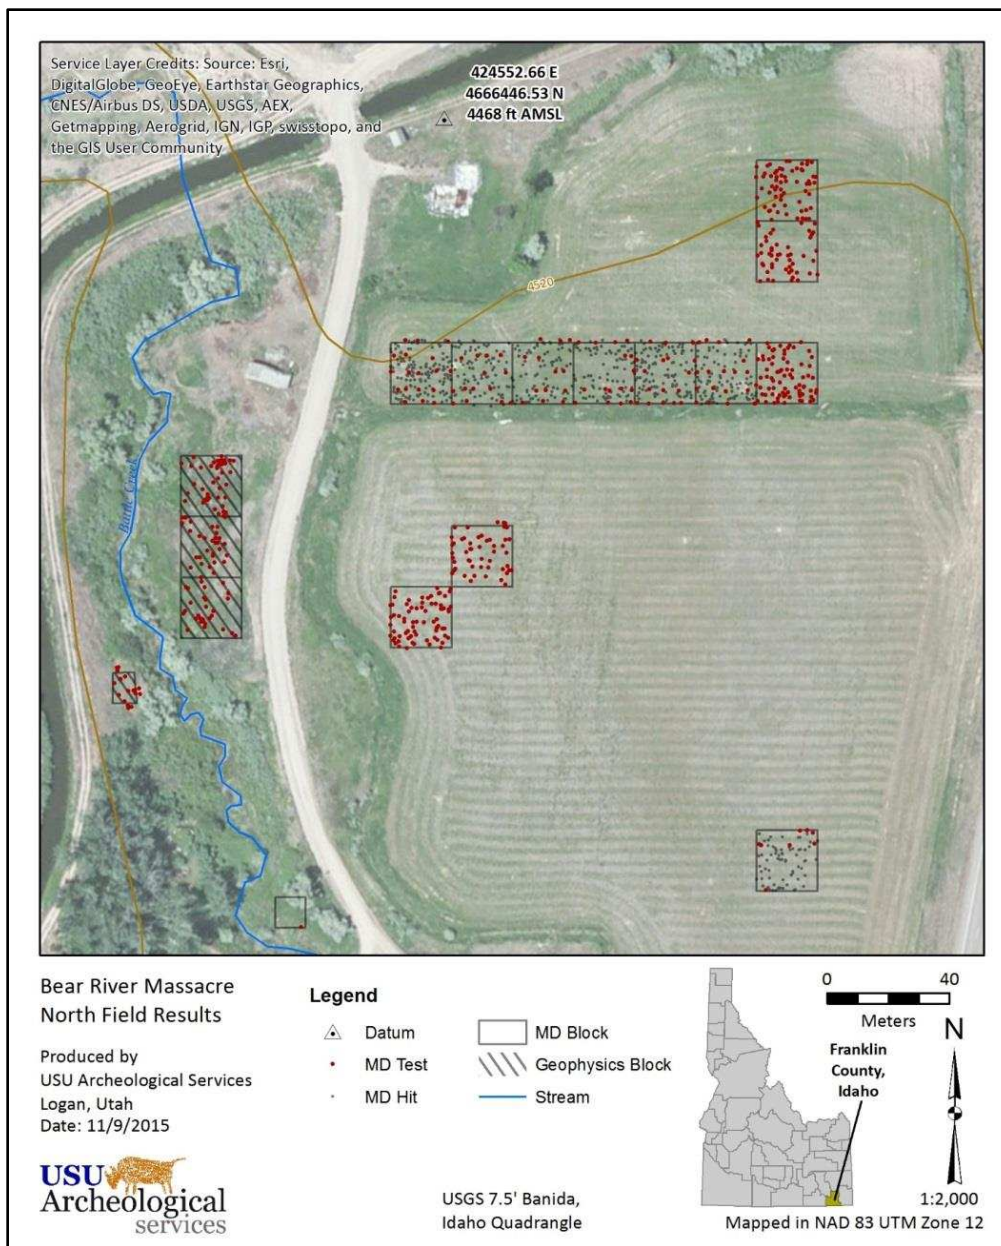 Service Layer Credits: Source: Esri,
DigitalGlobe, GeoEye, Earthstar Geographics,
CNES/Airbus DS, USDA, USGS, AEX,
Getmapping, Aerogrid, IGN, IGP, swisstopo, and
the GIS User Community
424552.66 E
4666446.53 N
4468 ft AMSL
4520
Battle Creek
Bear River Massacre
North Field Results
Produced by
USU Archeological Services
Logan, Utah
Date: 11/9/2015
USU
Archeological
services
Legend
Datum
MD Test
MD Hit
MD Block
Geophysics Block
Stream
USGS 7.5' Banida,
Idaho Quadrangle
0 40
Meters
N
Franklin
County,
Idaho
1:2,000
Mapped in NAD 83 UTM Zone 12